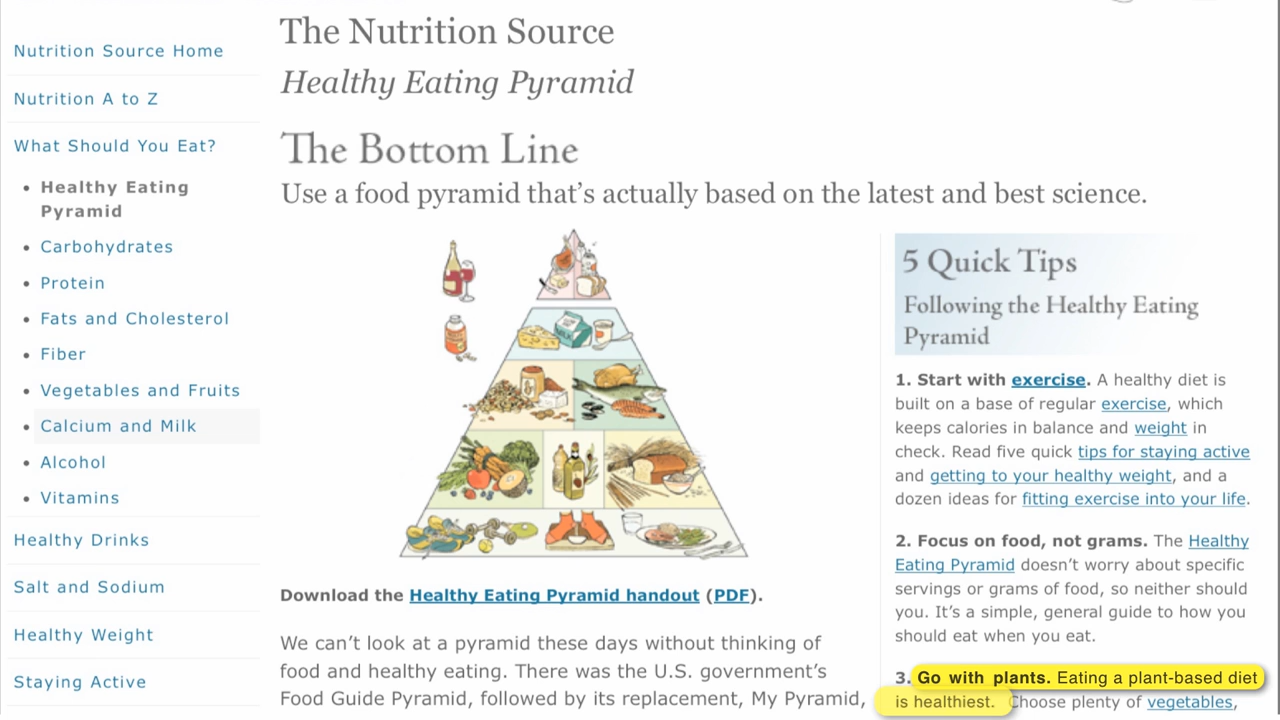 Nutrition Source Home
Nutrition A to Z
What Should You Eat?
• Healthy Eating
Pyramid
• Carbohydrates
• Protein
• Fats and Cholesterol
• Fiber
• Vegetables and Fruits
• Calcium and Milk
• Alcohol
• Vitamins
Healthy Drinks
Salt and Sodium
Healthy Weight
Staying Active
The Nutrition Source
Healthy Eating Pyramid
The Bottom Line
Use a food pyramid that’s actually based on the latest and best science.
Download the Healthy Eating Pyramid handout (PDF).
We can’t look at a pyramid these days without thinking of
food and healthy eating. There was the U.S. government’s
Food Guide Pyramid, followed by its replacement, My Pyramid,
5 Quick Tips
Following the Healthy Eating
Pyramid
1. Start with exercise. A healthy diet is
built on a base of regular exercise, which
keeps calories in balance and weight in
check. Read five quick tips for staying active
and getting to your healthy weight, and a
dozen ideas for fitting exercise into your life.
2. Focus on food, not grams. The Healthy
Eating Pyramid doesn’t worry about specific
servings or grams of food, so neither should
you. It’s a simple, general guide to how you
should eat when you eat.
3. Go with plants. Eating a plant-based diet
is healthiest. Choose plenty of vegetables,